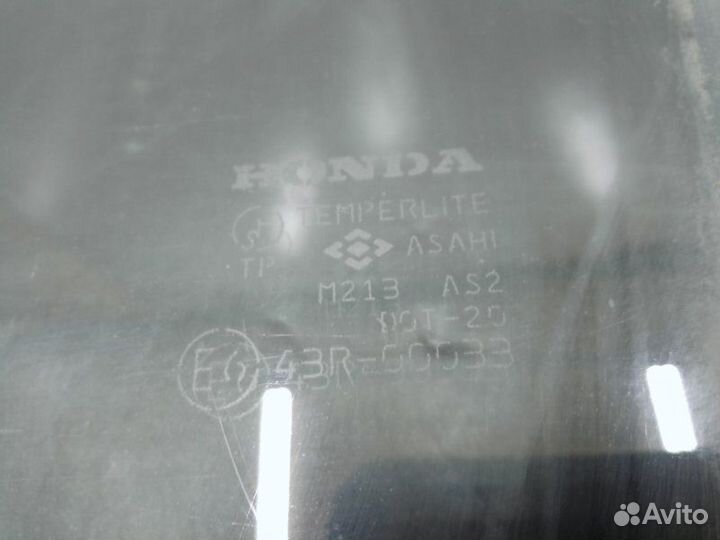 HONDA
TEMPERLITE
TP ASAHI
M213 AS2
DOT-20
43R-00033
Avito